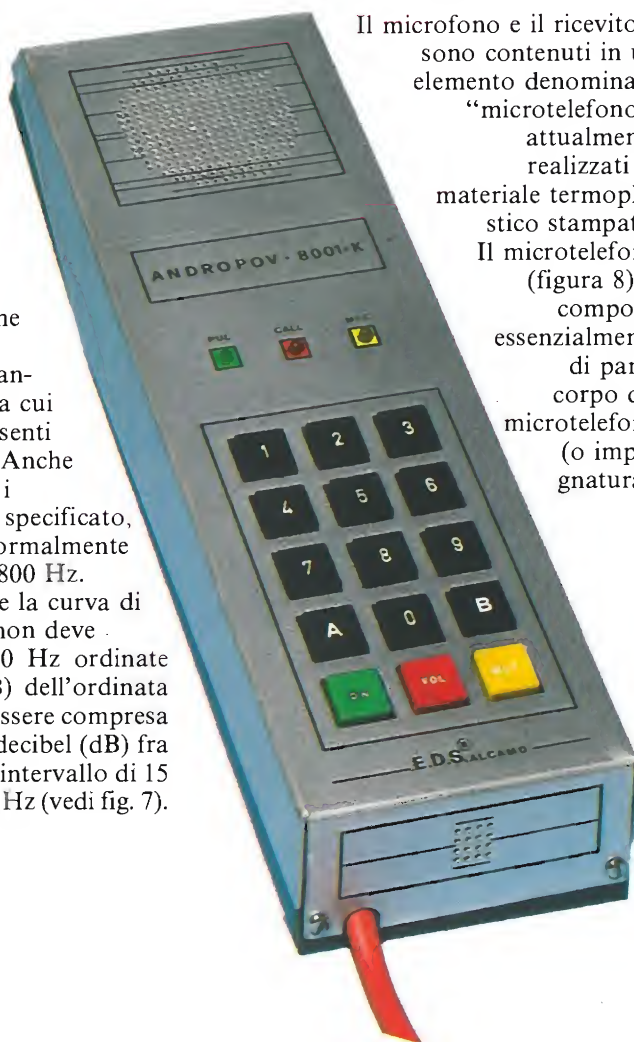 Il microfono e il ricevito
sono contenuti in u
elemento denomina
“microtelefono
attualmen
realizzati
materiale termopl
stico stampat
Il microtelefon
(figura 8)
compo
essenzialmen
di par
corpo d
microtelefon
(o imp
gnatura
ne
an-
a cui
senti
Anche
i
specificato,
ormalmente
800 Hz.
e la curva di
non deve
0 Hz ordinate
3) dell'ordinata
essere compresa
decibel (dB) fra
intervallo di 15
Hz (vedi fig. 7).
ANDROPOV - 8001-K
PUL CALL
1 2 3
4 5 6
7 8 9
A 0 B
ON VOL
E.D.S® ALCAMO